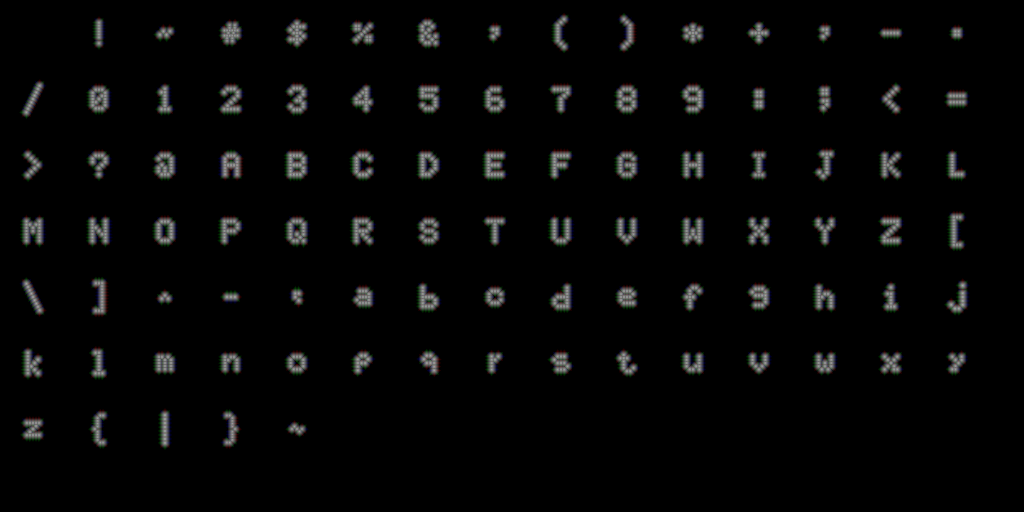 ! " # $ % & ' ( ) * + , - .
/ 0 1 2 3 4 5 6 7 8 9 : ; < =
> ? @ A B C D E F G H I J K L
M N O P Q R S T U V W X Y Z [
\ ] ^ _ ` a b c d e f g h i j
k l m n o p q r s t u v w x y
z { | } ~